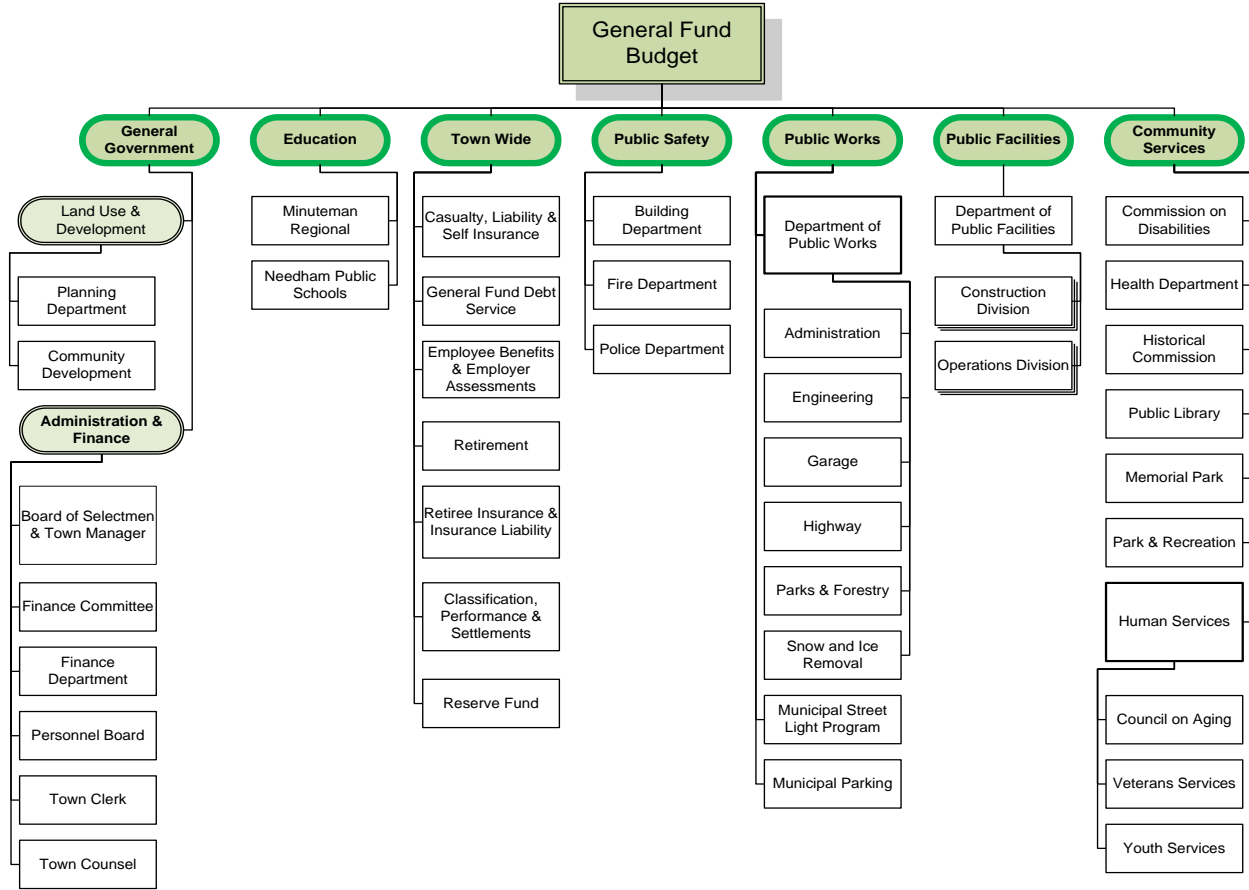 General Fund
Budget
General
Government
Education
Town Wide
Public Safety
Public Works
Public Facilities
Community
Services
Land Use &
Development
Planning
Department
Community
Development
Administration &
Finance
Board of Selectmen
& Town Manager
Finance Committee
Finance
Department
Personnel Board
Town Clerk
Town Counsel
Minuteman
Regional
Needham Public
Schools
Casualty, Liability &
Self Insurance
General Fund Debt
Service
Employee Benefits
& Employer
Assessments
Retirement
Retiree Insurance &
Insurance Liability
Classification,
Performance &
Settlements
Reserve Fund
Building
Department
Fire Department
Police Department
Department of
Public Works
Administration
Engineering
Garage
Highway
Parks & Forestry
Snow and Ice
Removal
Municipal Street
Light Program
Municipal Parking
Department of
Public Facilities
Construction
Division
Operations Division
Commission on
Disabilities
Health Department
Historical
Commission
Public Library
Memorial Park
Park & Recreation
Human Services
Council on Aging
Veterans Services
Youth Services